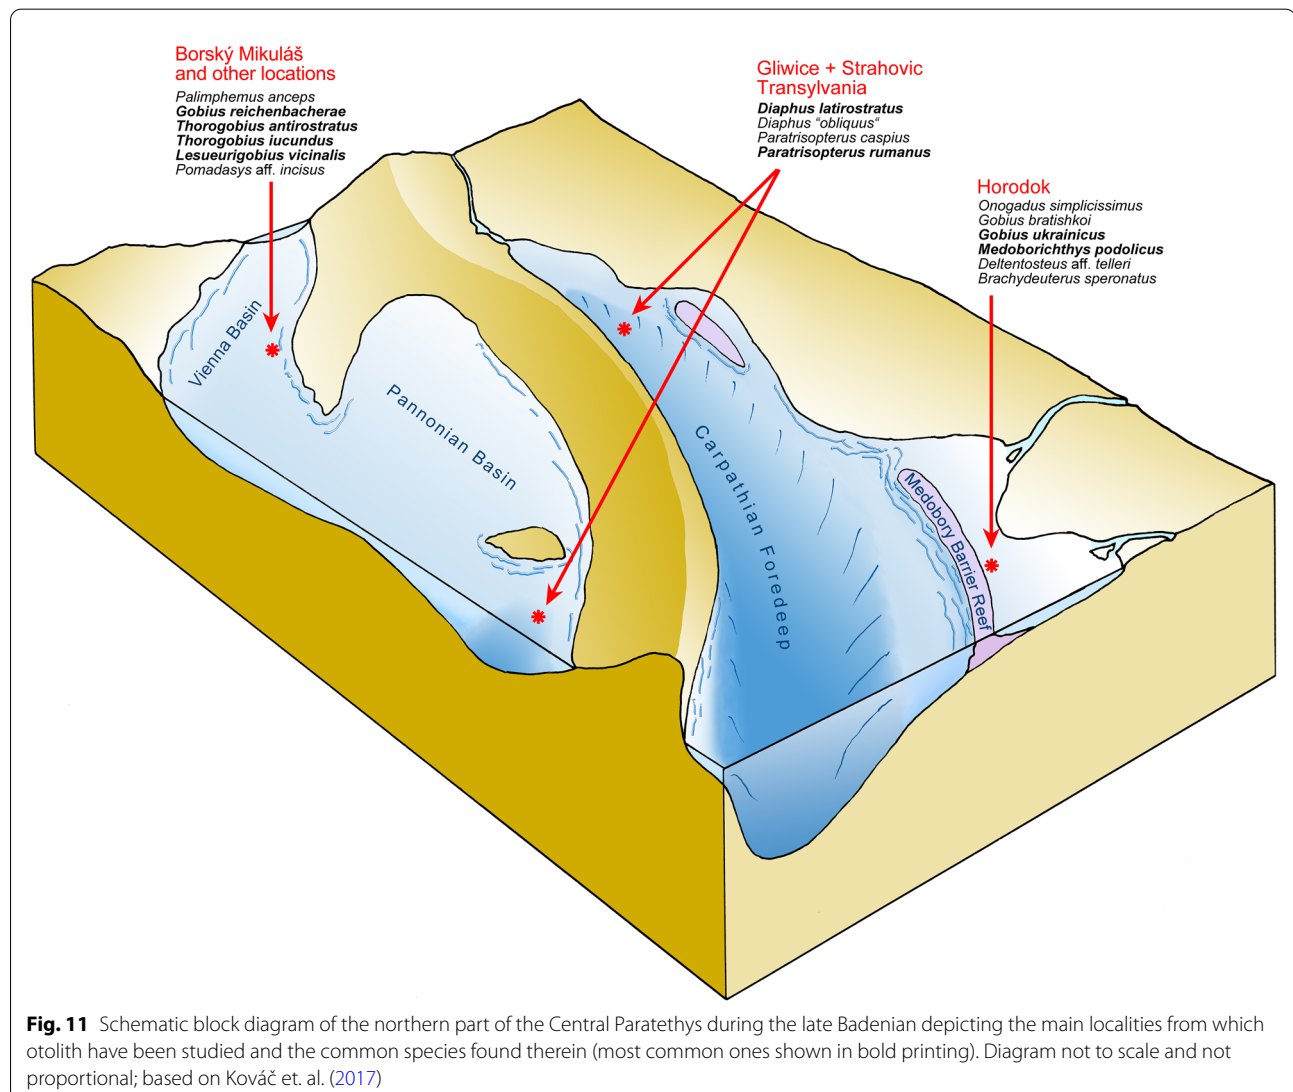 Borský Mikuláš
and other locations
Palimphemus anceps
Gobius reichenbacherae
Thorogobius antirostratus
Thorogobius iucundus
Lesueurigobius vicinalis
Pomadasys aff. incisus
Gliwice + Strahovic
Transylvania
Diaphus latirostratus
Diaphus “obliquus“
Paratrisopterus caspius
Paratrisopterus rumanus
Horodok
Onogadus simplicissimus
Gobius bratishkoi
Gobius ukrainicus
Medoborichthys podolicus
Deltentosteus aff. telleri
Brachydeuterus speronatus
Vienna Basin
Pannonian Basin
Carpathian Foredeep
Medobory Barrier Reef
Fig. 11 Schematic block diagram of the northern part of the Central Paratethys during the late Badenian depicting the main localities from which
otolith have been studied and the common species found therein (most common ones shown in bold printing). Diagram not to scale and not
proportional; based on Kováč et. al. (2017)